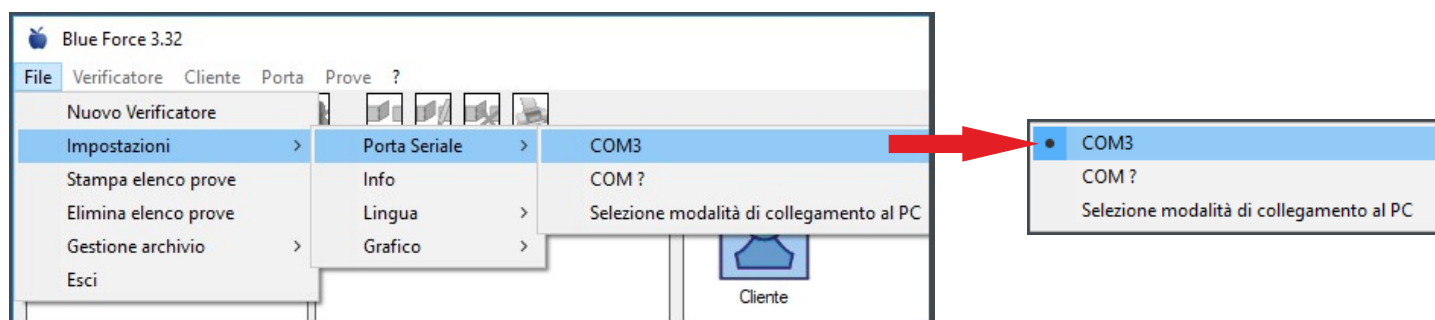 Blue Force 3.32
File Verificatore Cliente Porta Prove ?
Nuovo Verificatore
Impostazioni
Stampa elenco prove
Elimina elenco prove
Gestione archivio
Esci
Porta Seriale
Info
Lingua
Grafico
COM3
COM ?
Selezione modalità di collegamento al PC
Cliente
COM3
COM ?
Selezione modalità di collegamento al PC